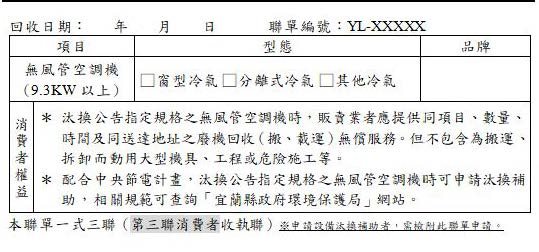 回收日期： 年 月 日 聯單編號：YL-XXXXX
項目 型態 品牌
無風管空調機
(9.3KW 以上) □窗型冷氣 □分離式冷氣 □其他冷氣
消費者權益
* 汰換公告指定規格之無風管空調機時，販賣業者應提供同項目、數量、
時間及同送達地址之廢機回收（搬、載運）無償服務。但不包含為搬運、
拆卸而動用大型機具、工程或危險施工等。
* 配合中央節電計畫，汰換公告指定規格之無風管空調機時可申請汰換補
助，相關規範可查詢「宜蘭縣政府環境保護局」網站。
本聯單一式三聯（第三聯消費者收執聯）※申請設備汰換補助者，需檢附此聯單申請。